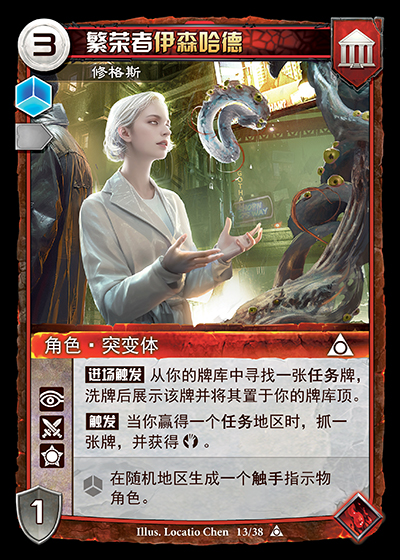 3
繁荣者伊森哈德
修格斯
角色·突变体
进场触发 从你的牌库中寻找一张任务牌，
洗牌后展示该牌并将其置于你的牌库顶。
触发 当你赢得一个任务地区时，抓一
张牌，并获得 。
在随机地区生成一个触手指示物
角色。
1
Illus. Locatio Chen 13/38